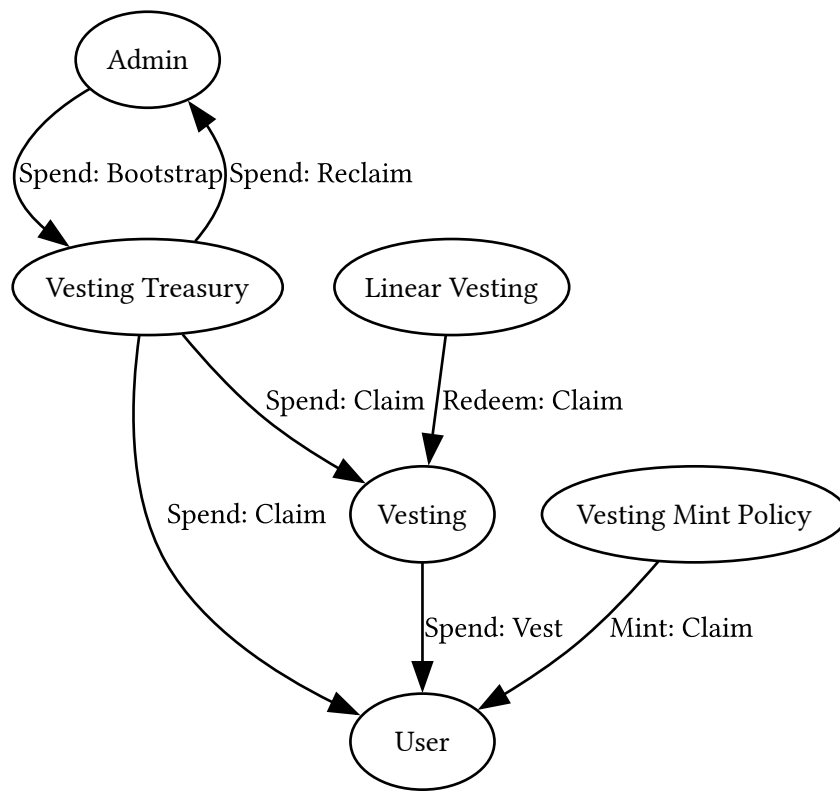 Admin
Spend: Bootstrap
Spend: Reclaim
Vesting Treasury
Linear Vesting
Spend: Claim
Redeem: Claim
Spend: Claim
Vesting
Vesting Mint Policy
Spend: Vest
Mint: Claim
User